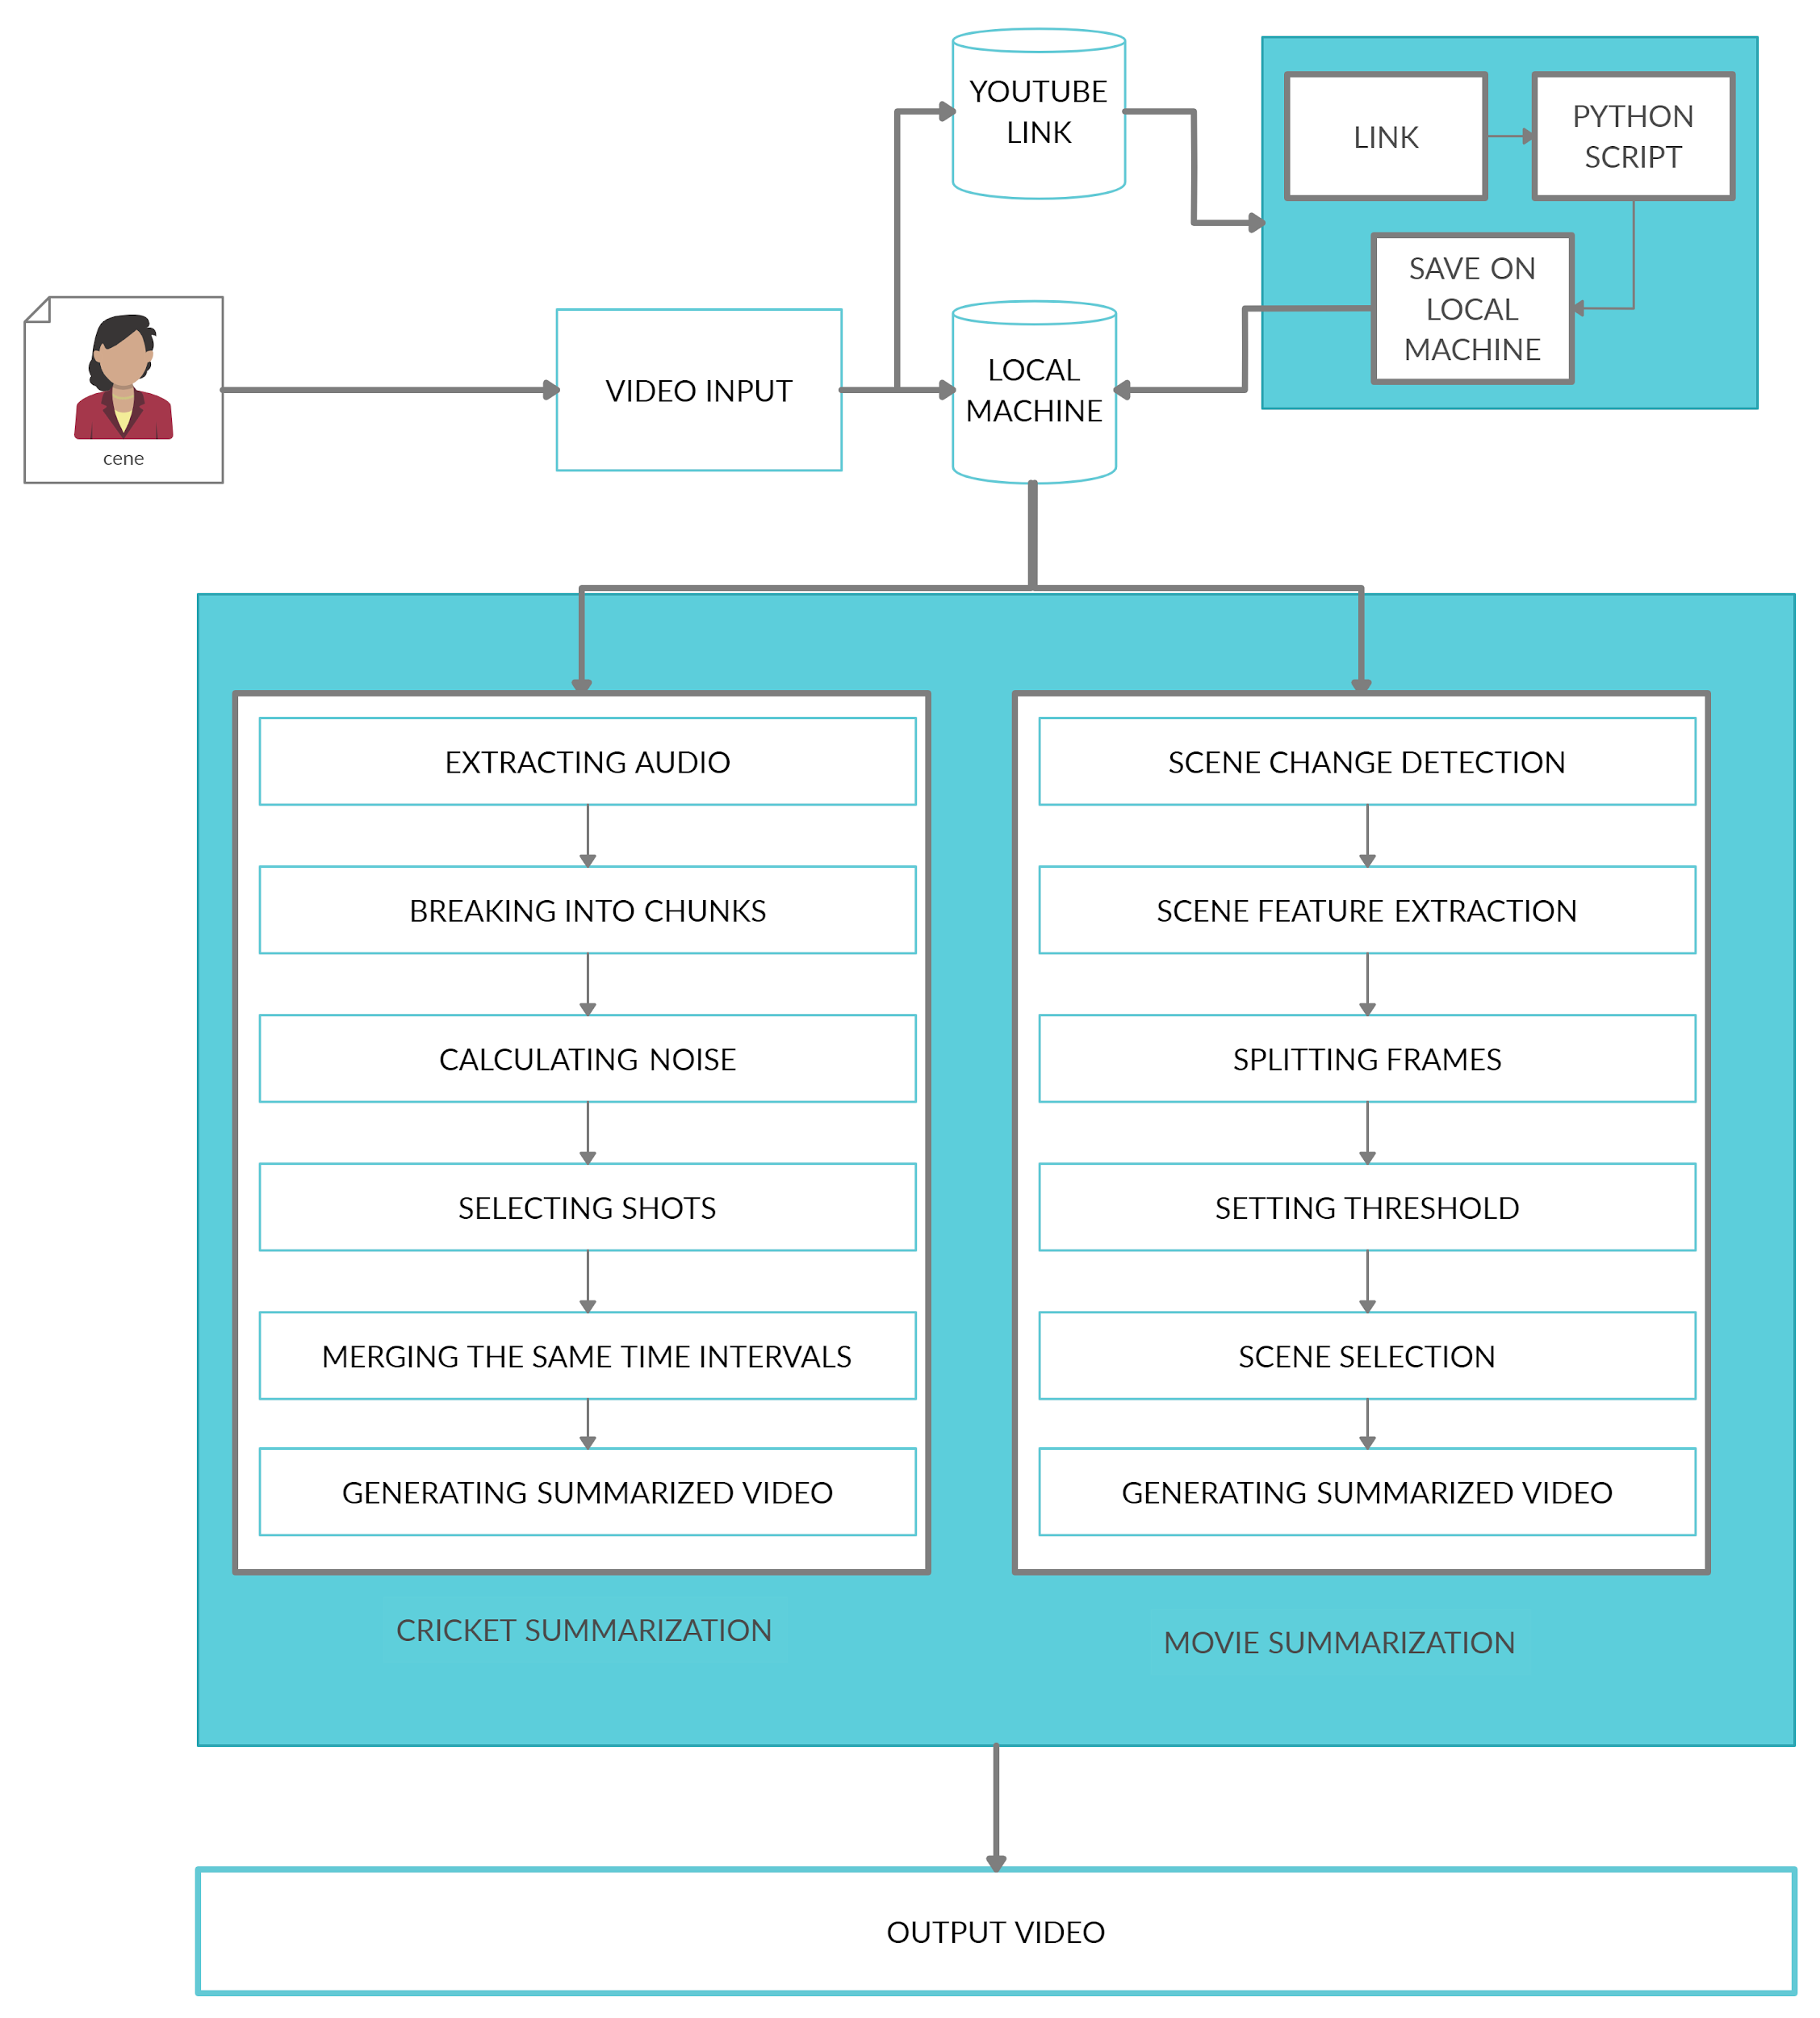 YOUTUBE
LINK
LINK
PYTHON
SCRIPT
SAVE ON
LOCAL
MACHINE
cene
VIDEO INPUT
LOCAL
MACHINE
EXTRACTING AUDIO
BREAKING INTO CHUNKS
CALCULATING NOISE
SELECTING SHOTS
MERGING THE SAME TIME INTERVALS
GENERATING SUMMARIZED VIDEO
CRICKET SUMMARIZATION
SCENE CHANGE DETECTION
SCENE FEATURE EXTRACTION
SPLITTING FRAMES
SETTING THRESHOLD
SCENE SELECTION
GENERATING SUMMARIZED VIDEO
MOVIE SUMMARIZATION
OUTPUT VIDEO